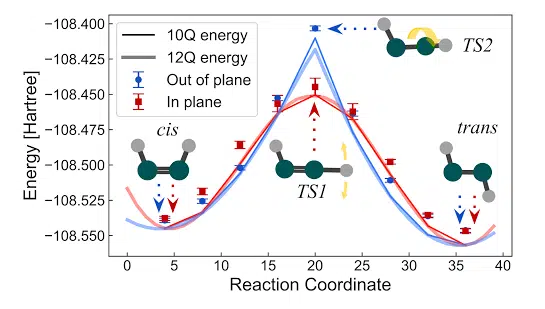 −108.400
−108.425
−108.450
−108.475
−108.500
−108.525
−108.550
Energy [Hartree]
10Q energy
12Q energy
Out of plane
In plane
TS2
cis
TS1
trans
0 5 10 15 20 25 30 35 40
Reaction Coordinate